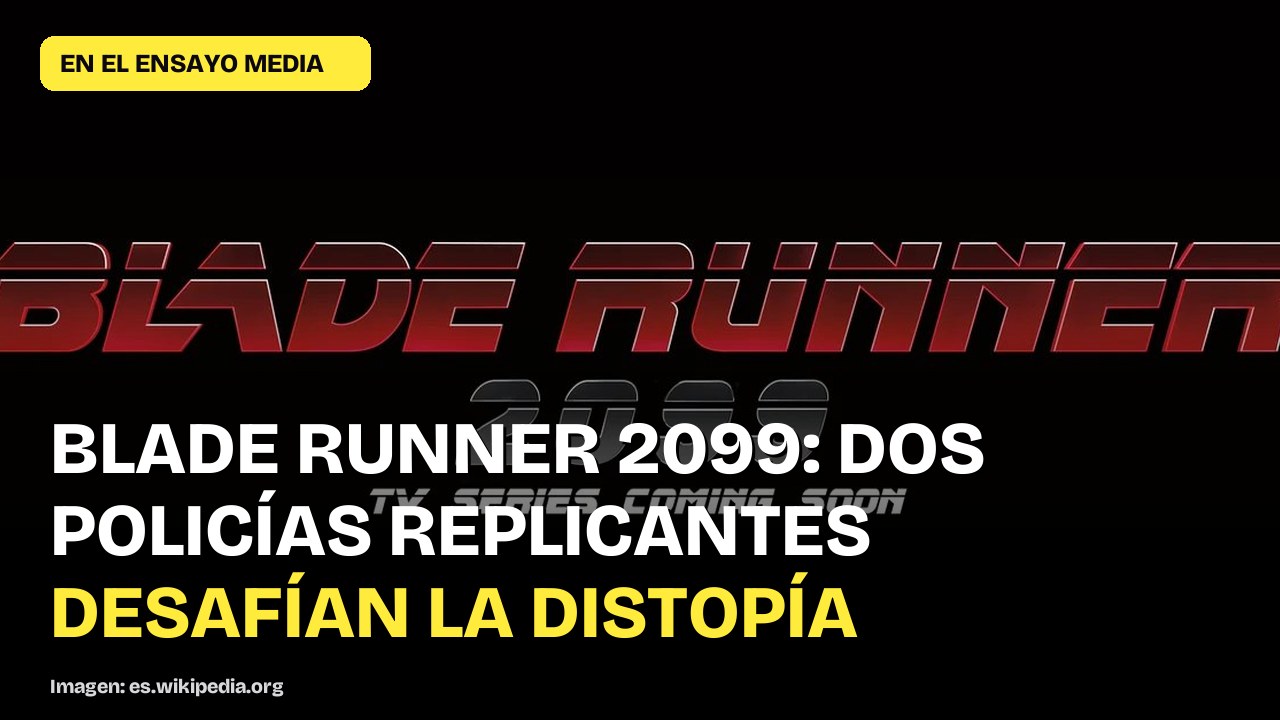 EN EL ENSAYO MEDIA
BLADE RUNNER
2099
TV SERIES COMING SOON
BLADE RUNNER 2099: DOS
POLICÍAS REPLICANTES
DESAFÍAN LA DISTOPÍA
Imagen: es.wikipedia.org